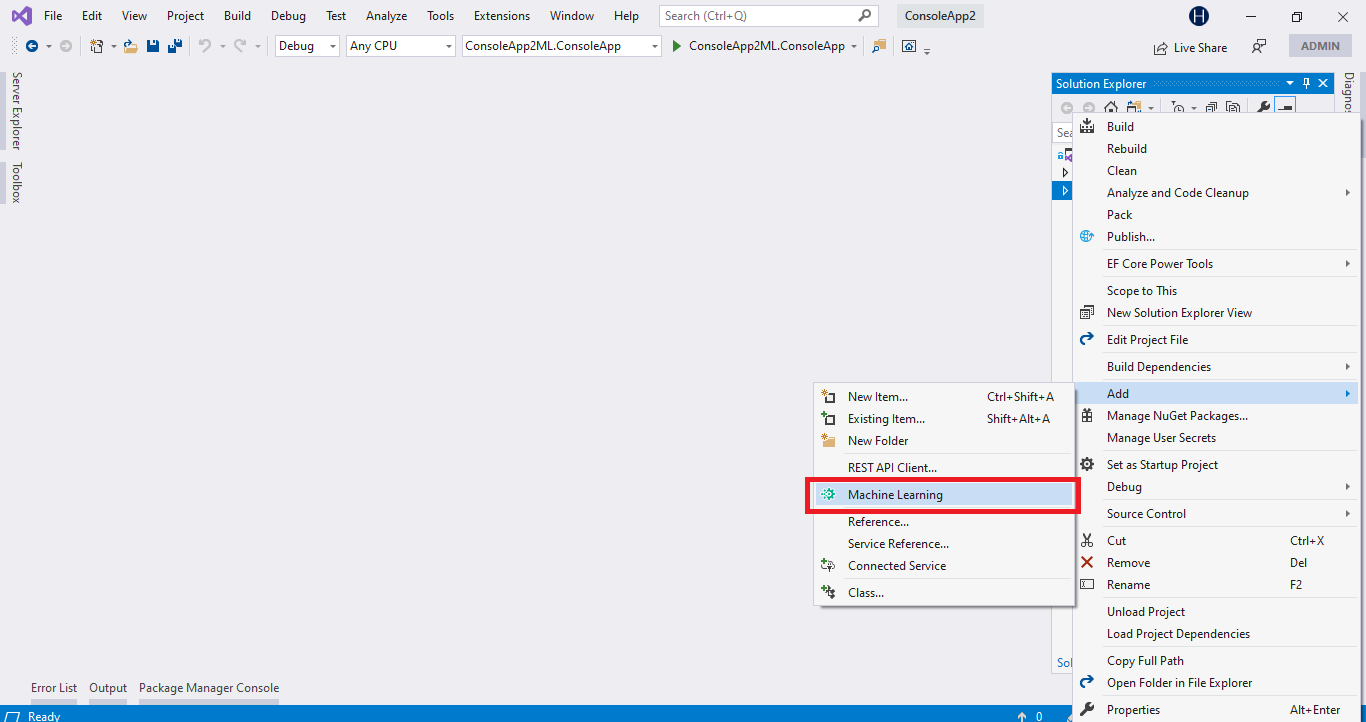 File Edit View Project Build Debug Test Analyze Tools Extensions Window Help Search (Ctrl+Q) ConsoleApp2 H
Debug Any CPU ConsoleApp2ML.ConsoleApp ConsoleApp2ML.ConsoleApp Live Share ADMIN
Server Explorer
Toolbox
Solution Explorer
Diagnos
Sea
Build
Rebuild
Clean
Analyze and Code Cleanup
Pack
Publish...
EF Core Power Tools
Scope to This
New Solution Explorer View
Edit Project File
Build Dependencies
Add
Manage NuGet Packages...
Manage User Secrets
Set as Startup Project
Debug
Source Control
Cut Ctrl+X
Remove Del
Rename F2
Unload Project
Load Project Dependencies
Copy Full Path
Open Folder in File Explorer
Properties Alt+Enter
New Item... Ctrl+Shift+A
Existing Item... Shift+Alt+A
New Folder
REST API Client...
Machine Learning
Reference...
Service Reference...
Connected Service
Class...
Sol
Error List Output Package Manager Console
Ready 0